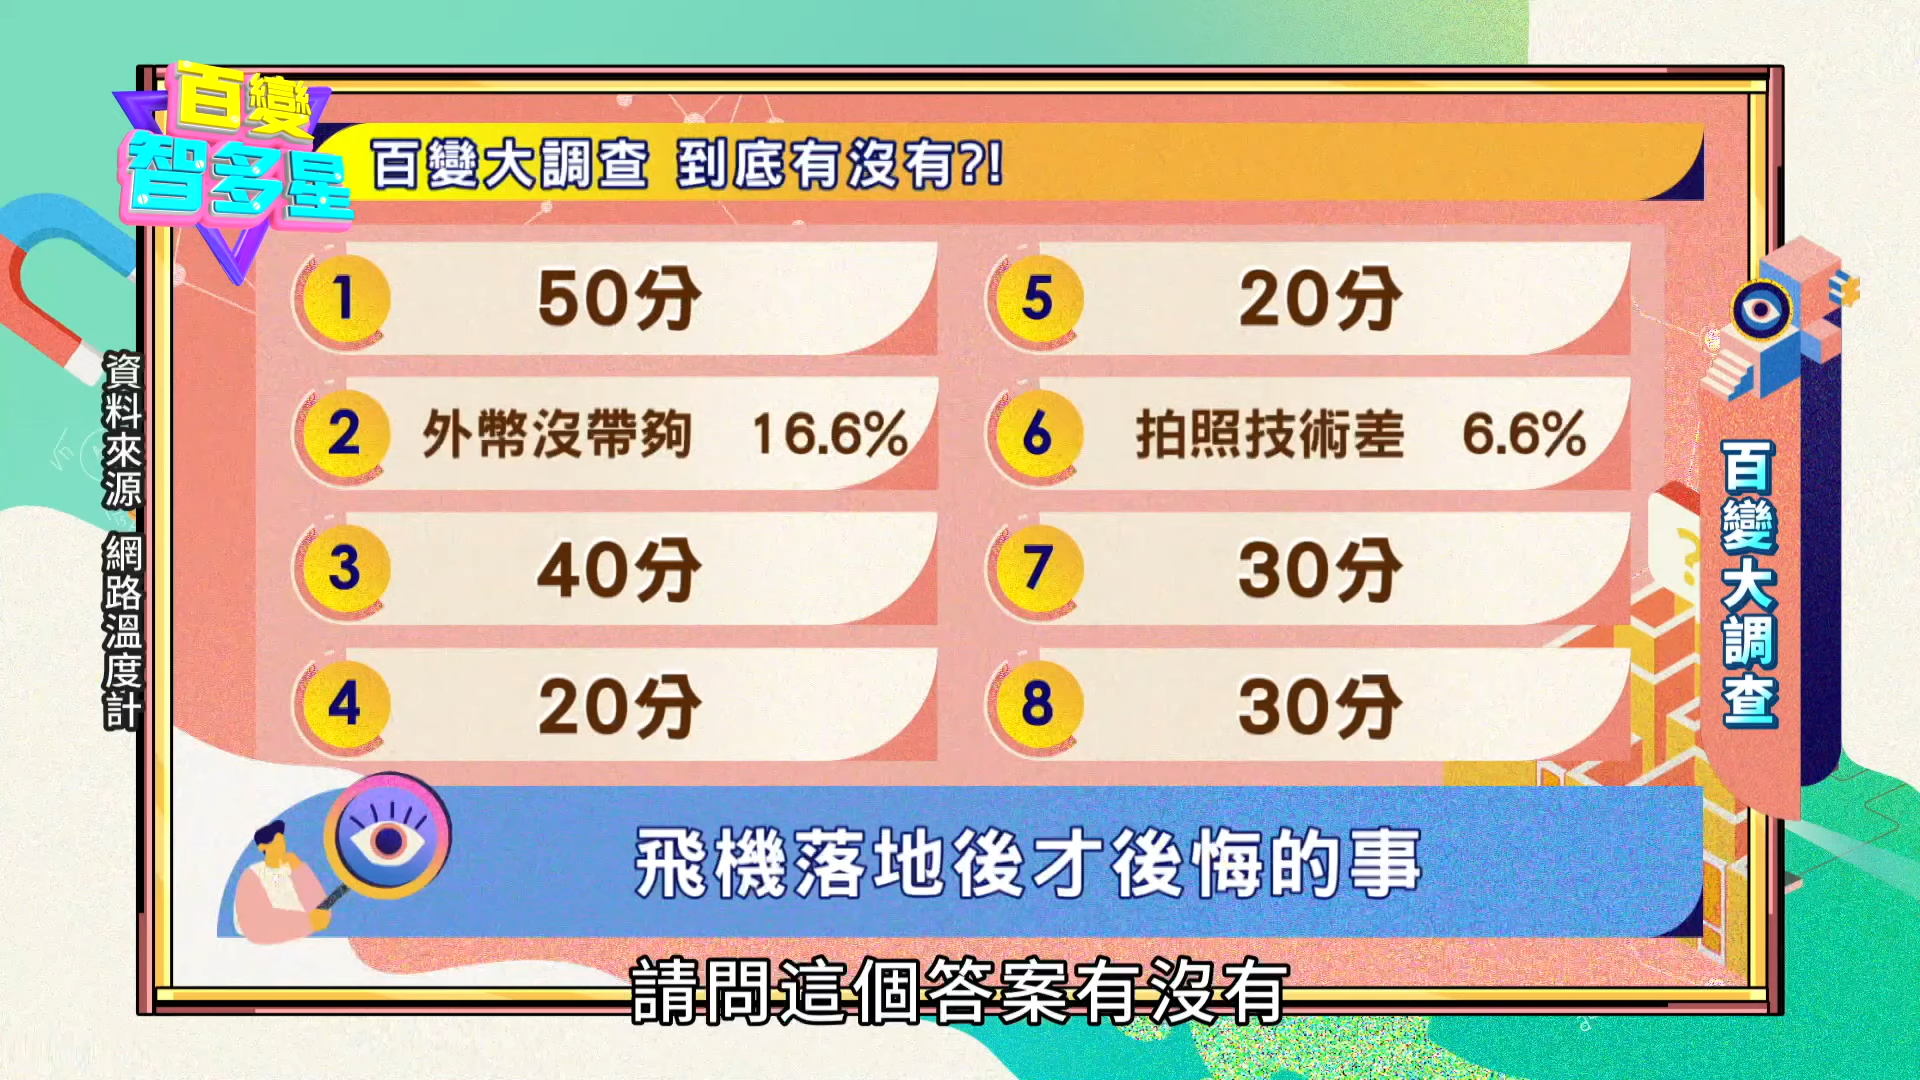 百變
智多星
百變大調查 到底有沒有?!
1 50分
2 外幣沒帶夠 16.6%
3 40分
4 20分
5 20分
6 拍照技術差 6.6%
7 30分
8 30分
飛機落地後才後悔的事
請問這個答案有沒有
資料來源 網路溫度計
百變大調查